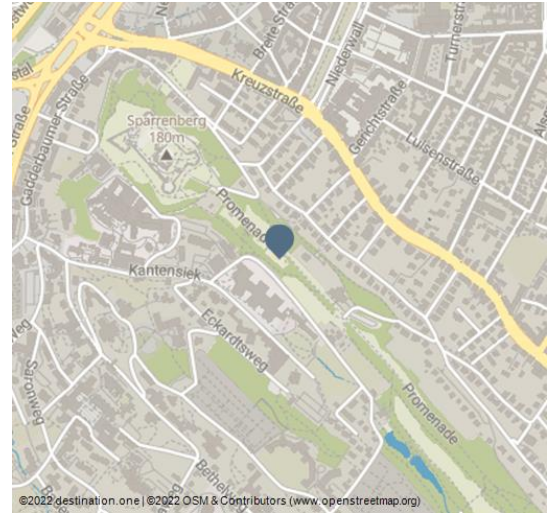 Breite Straße
Niederwall
Turnerstraße
Kreuzstraße
Gerichtstraße
Luisenstraße
Sparrenberg
180m
Gadderbaumer-Straße
Straße
Promenade
Kantensiek
Eckardtsweg
Saronweg
Promenade
©2022 destination.one | ©2022 OSM & Contributors (www.openstreetmap.org)